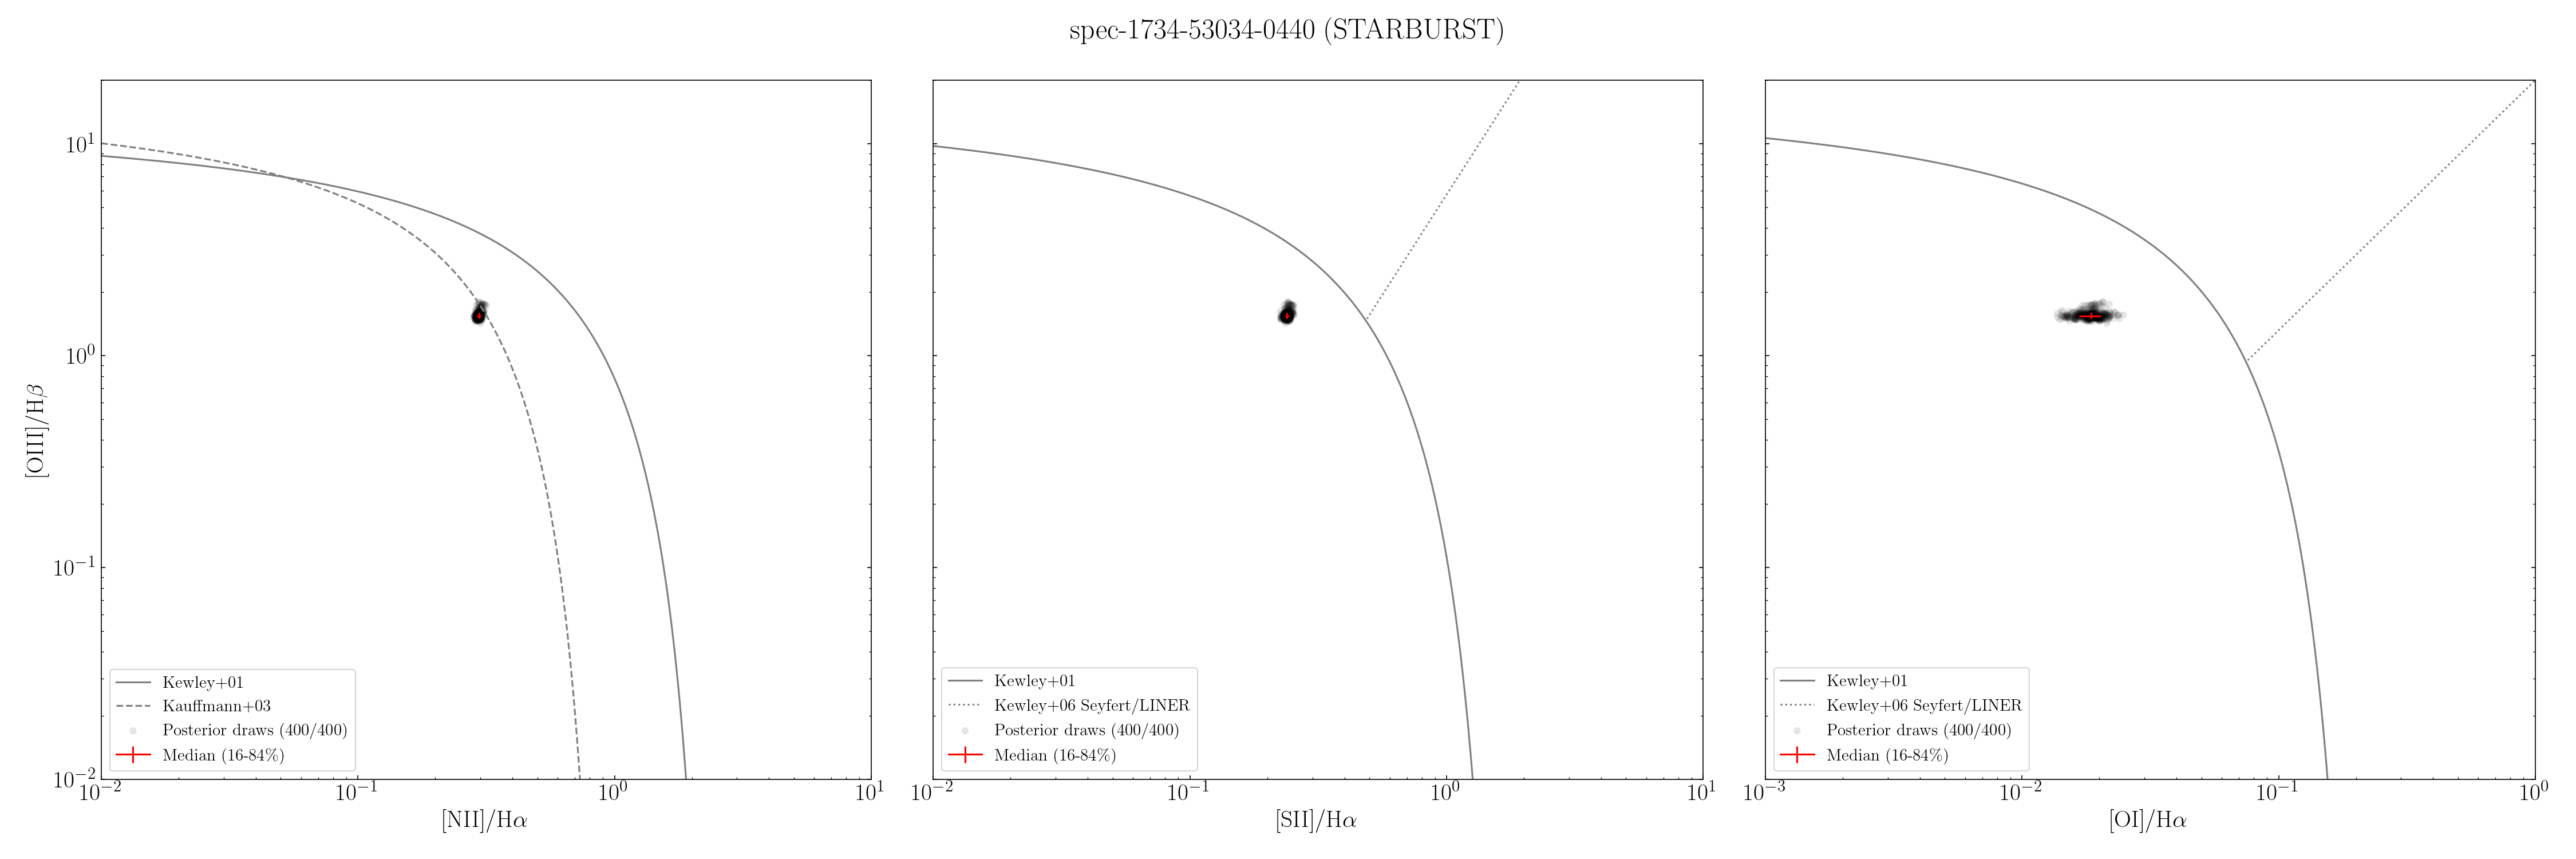 spec-1734-53034-0440 (STARBURST)
[OIII]/Hβ
10^1
10^0
10^-1
10^-2
10^-2 10^-1 10^0 10^1
[NII]/Hα
Kewley+01
Kauffmann+03
Posterior draws (400/400)
Median (16-84%)
10^-2 10^-1 10^0 10^1
[SII]/Hα
Kewley+01
Kewley+06 Seyfert/LINER
Posterior draws (400/400)
Median (16-84%)
10^-3 10^-2 10^-1 10^0
[OI]/Hα
Kewley+01
Kewley+06 Seyfert/LINER
Posterior draws (400/400)
Median (16-84%)